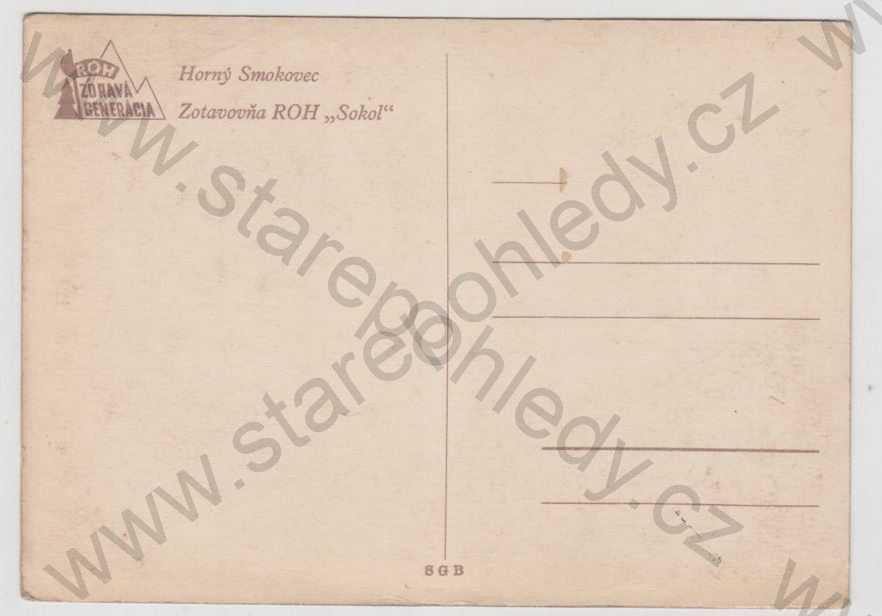 ROH
ZDRAVÁ
GENERÁCIA
Horný Smokovec
Zotavovňa ROH „Sokol“
SGB
www.starepohledy.cz
www.starepohledy.cz
w
w